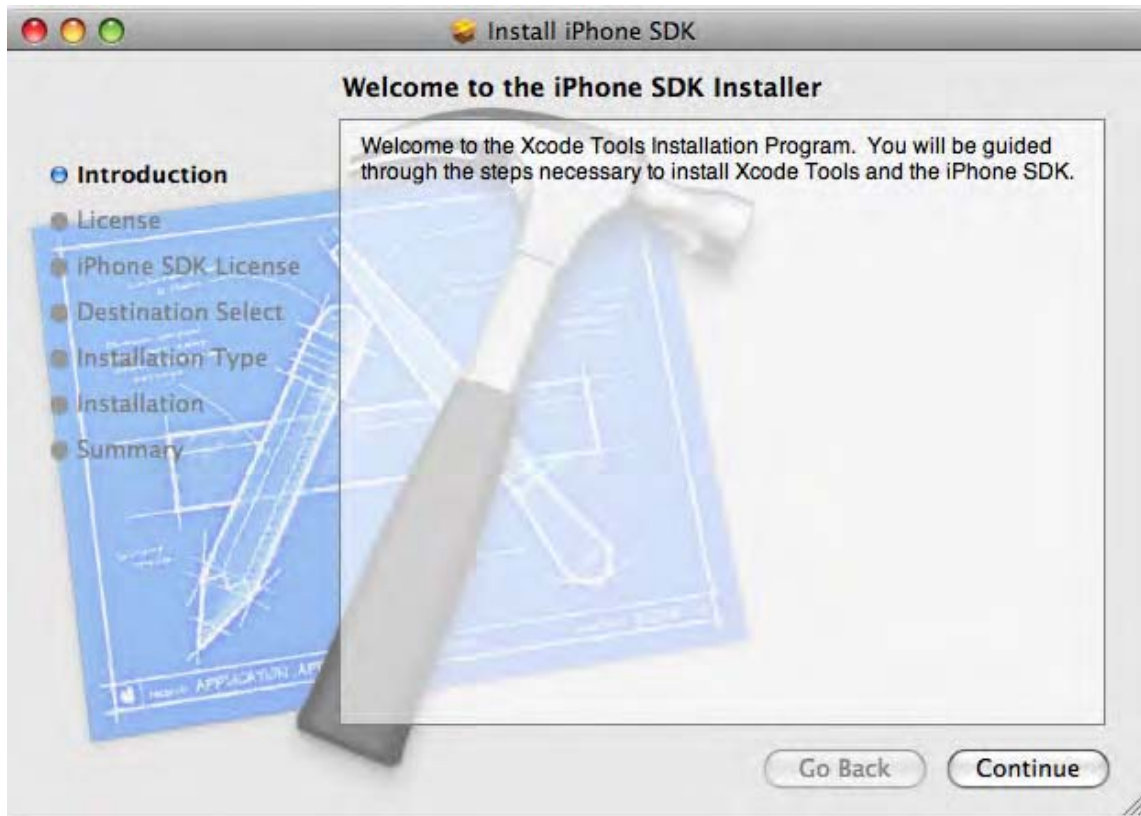 Install iPhone SDK
Welcome to the iPhone SDK Installer
Introduction
License
iPhone SDK License
Destination Select
Installation Type
Installation
Summary
Welcome to the Xcode Tools Installation Program. You will be guided
through the steps necessary to install Xcode Tools and the iPhone SDK.
APPLICATION APP
Go Back
Continue